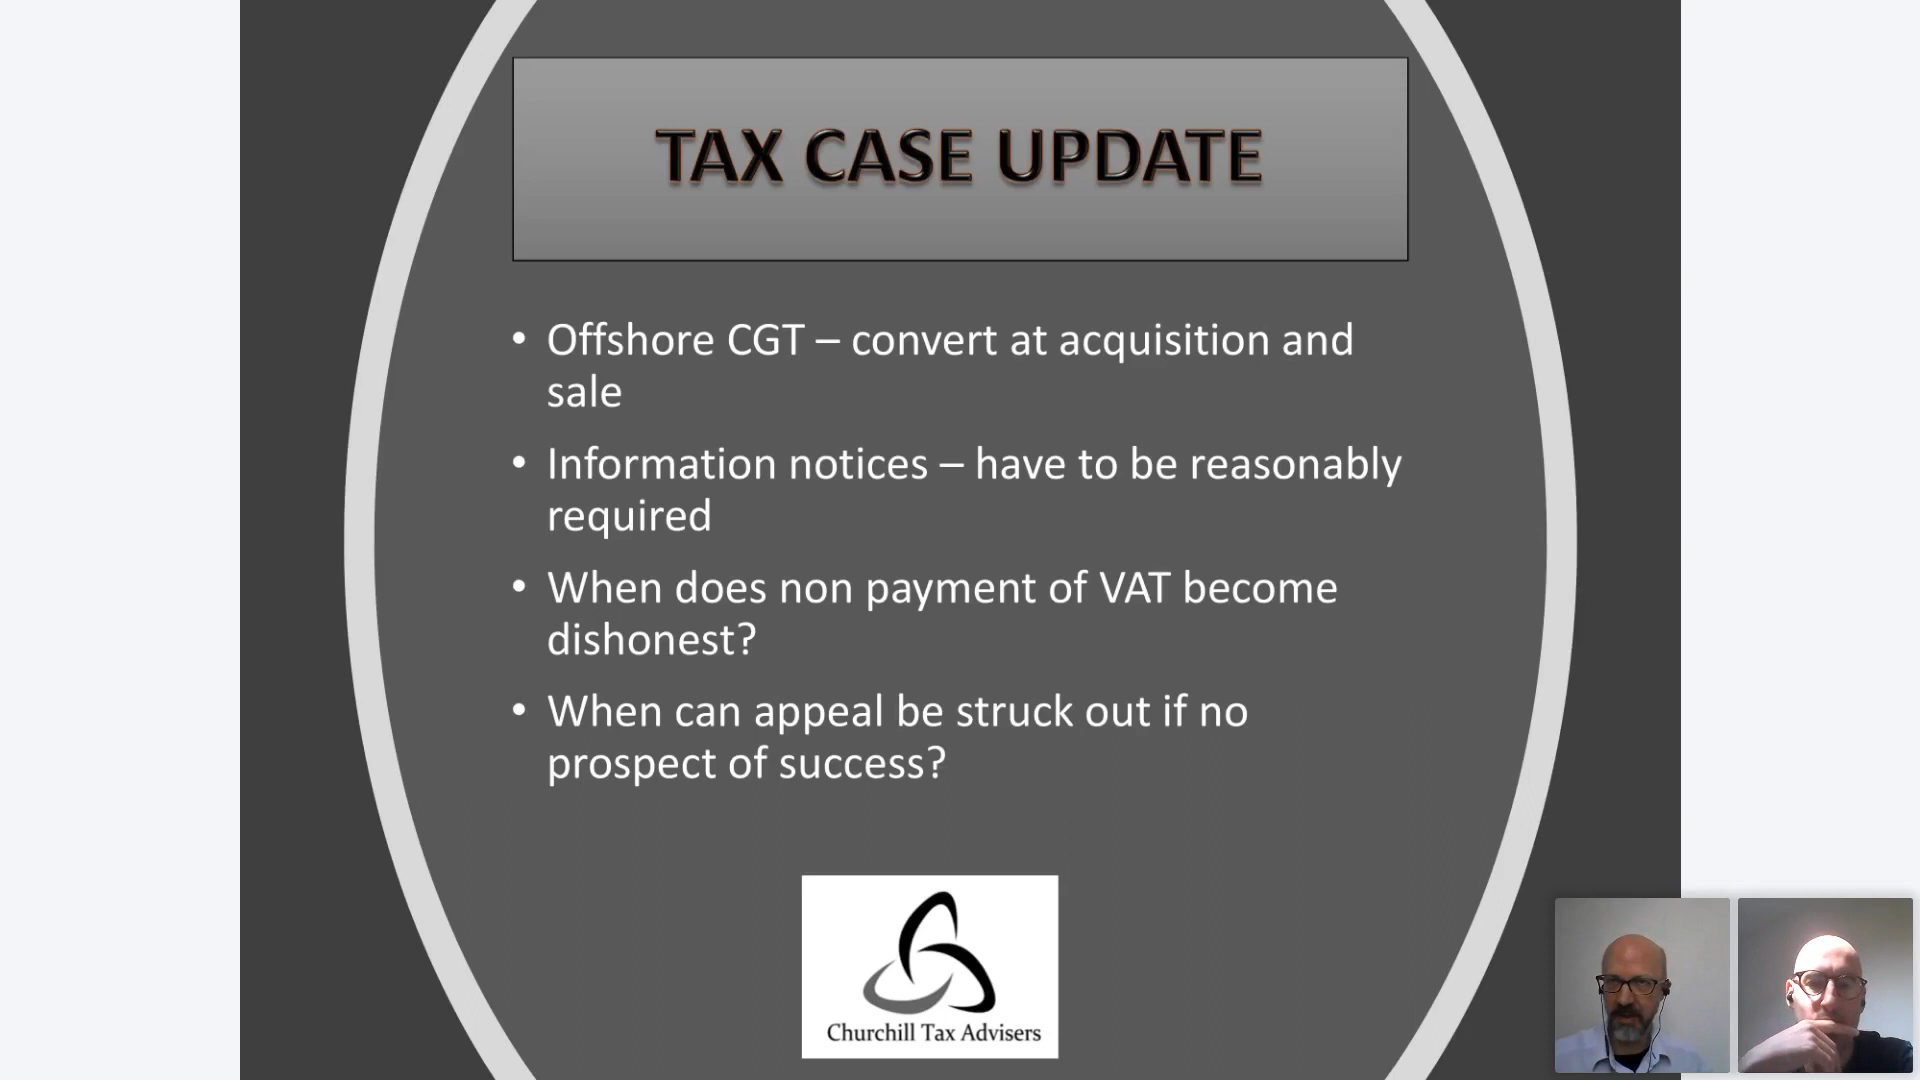 TAX CASE UPDATE
• Offshore CGT – convert at acquisition and
sale
• Information notices – have to be reasonably
required
• When does non payment of VAT become
dishonest?
• When can appeal be struck out if no
prospect of success?
Churchill Tax Advisers